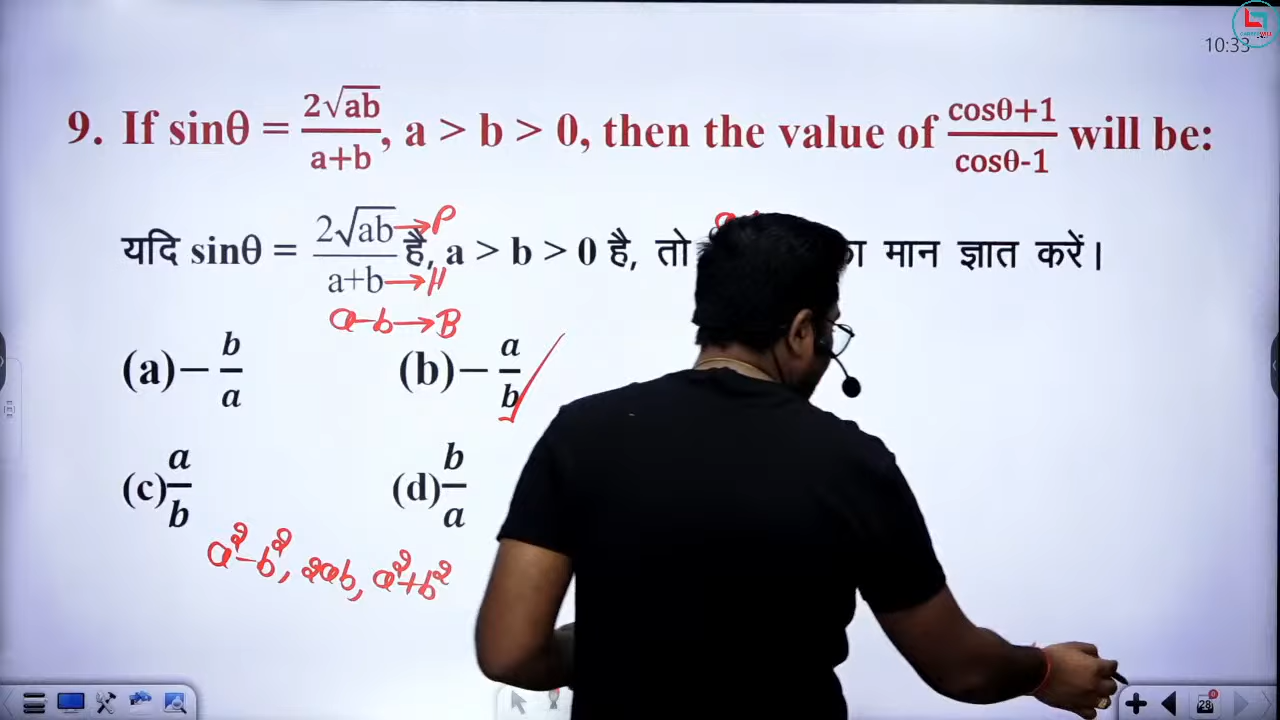 10:33
9. If sinθ = 2√ab/a+b, a > b > 0, then the value of cosθ+1/cosθ-1 will be:
यदि sinθ = 2√ab/a+b है, a > b > 0 है, तो का मान ज्ञात करें।
→P
→H
a-b→B
(a) − b/a (b) − a/b
(c) a/b (d) b/a
a²-b², 2ab, a²+b²
28